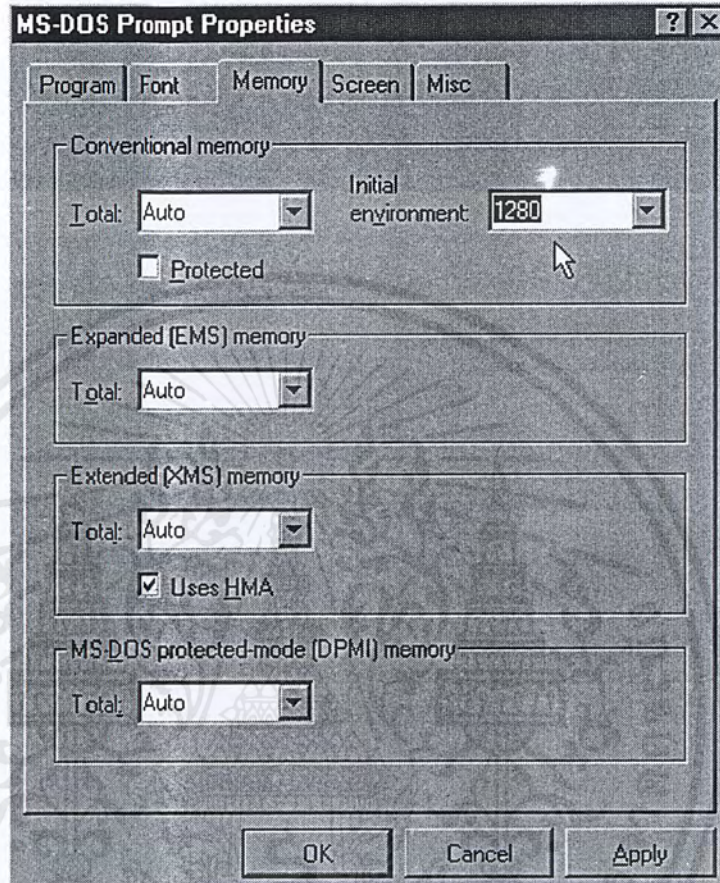 MS-DOS Prompt Properties
Program Font Memory Screen Misc
Conventional memory
Total: Auto
Initial environment: 1280
Protected
Expanded (EMS) memory
Total: Auto
Extended (XMS) memory
Total: Auto
Uses HMA
MS-DOS protected-mode (DPMI) memory
Total: Auto
OK Cancel Apply